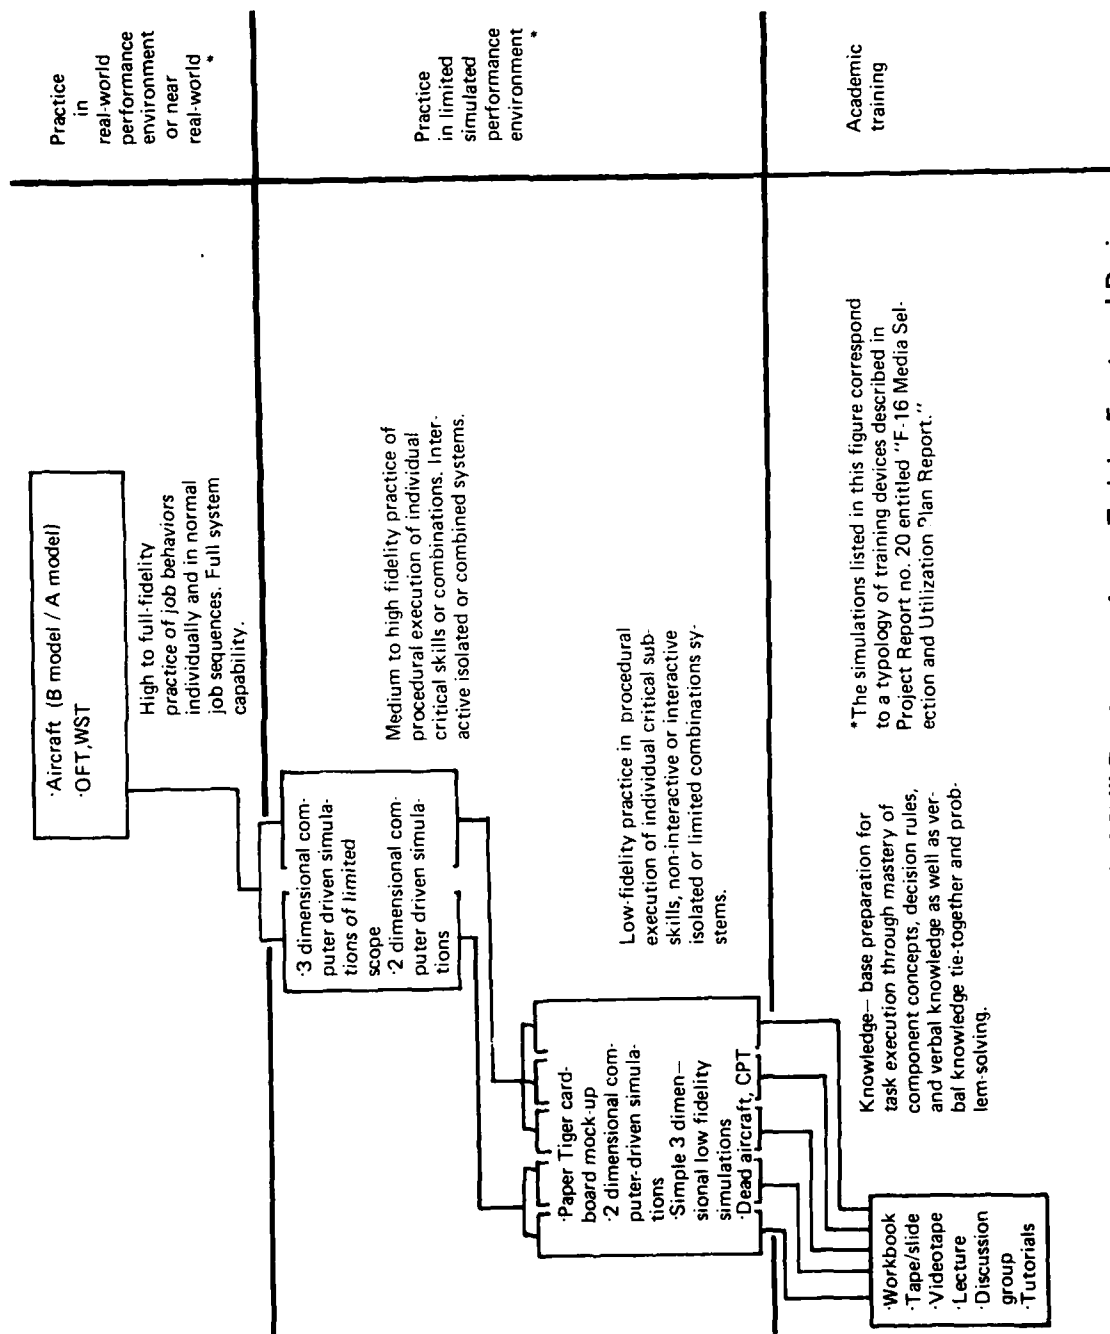 ·Aircraft (B model / A model)
·OFT,WST
High to full-fidelity
practice of job behaviors
individually and in normal
job sequences. Full system
capability.
Practice
in
real-world
performance
environment
or near
real-world
*
·3 dimensional com-
puter driven simula-
tions of limited
scope
·2 dimensional com-
puter driven simula-
tions
Medium to high fidelity practice of
procedural execution of individual
critical skills or combinations. Inter-
active isolated or combined systems.
Practice
in limited
simulated
performance
environment
*
·Paper Tiger card-
board mock-up
·2 dimensional com-
puter-driven simula-
tions
·Simple 3 dimen—
sional low fidelity
simulations
·Dead aircraft, CPT
Low-fidelity practice in procedural
execution of individual critical sub-
skills, non-interactive or interactive
isolated or limited combinations sy-
stems.
·Workbook
·Tape/slide
·Videotape
·Lecture
·Discussion
group
·Tutorials
Knowledge— base preparation for
task execution through mastery of
component concepts, decision rules,
and verbal knowledge as well as ver-
bal knowledge tie-together and prob-
lem-solving.
*The simulations listed in this figure correspond
to a typology of training devices described in
Project Report no. 20 entitled "F-16 Media Sel-
ection and Utilization Plan Report."
Academic
training